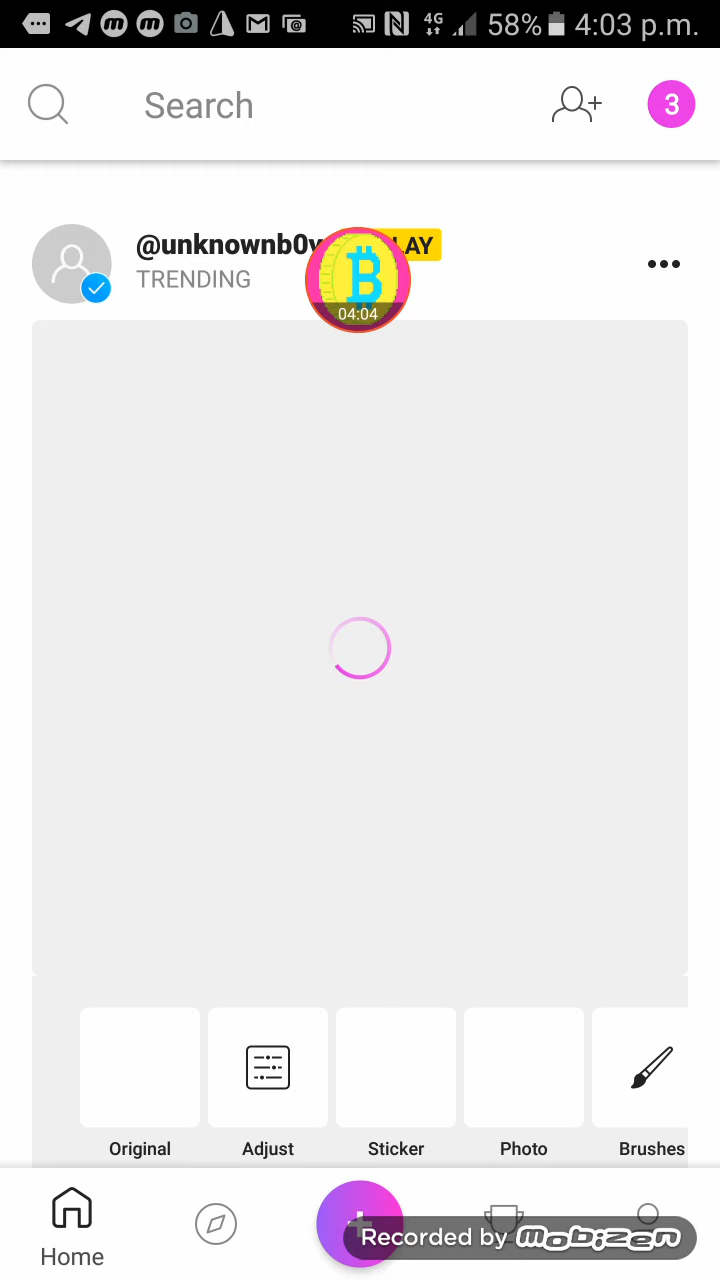 4G 58% 4:03 p.m.
Search
3
@unknownb0y
LAY
TRENDING
04:04
Original Adjust Sticker Photo Brushes
Home
Recorded by mobizen